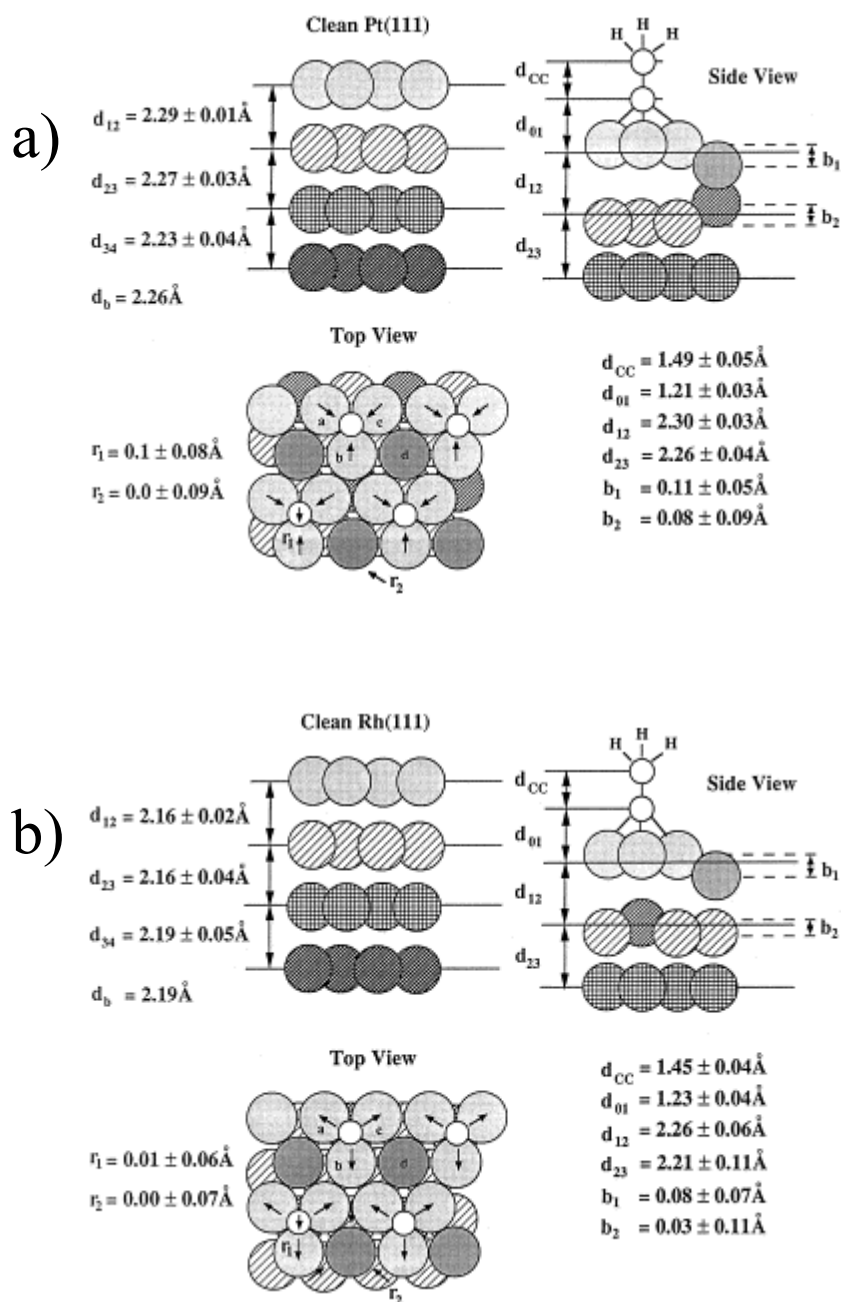 a)
Clean Pt(111)
d12 = 2.29 ± 0.01Å
d23 = 2.27 ± 0.03Å
d34 = 2.23 ± 0.04Å
db = 2.26Å
H H H
Side View
dCC
d01
d12
d23
b1
b2
Top View
a c
b d
r1
r2
r1 = 0.1 ± 0.08Å
r2 = 0.0 ± 0.09Å
dCC = 1.49 ± 0.05Å
d01 = 1.21 ± 0.03Å
d12 = 2.30 ± 0.03Å
d23 = 2.26 ± 0.04Å
b1 = 0.11 ± 0.05Å
b2 = 0.08 ± 0.09Å
b)
Clean Rh(111)
d12 = 2.16 ± 0.02Å
d23 = 2.16 ± 0.04Å
d34 = 2.19 ± 0.05Å
db = 2.19Å
H H H
Side View
dCC
d01
d12
d23
b1
b2
Top View
a c
b d
r1
r2
r1 = 0.01 ± 0.06Å
r2 = 0.00 ± 0.07Å
dCC = 1.45 ± 0.04Å
d01 = 1.23 ± 0.04Å
d12 = 2.26 ± 0.06Å
d23 = 2.21 ± 0.11Å
b1 = 0.08 ± 0.07Å
b2 = 0.03 ± 0.11Å